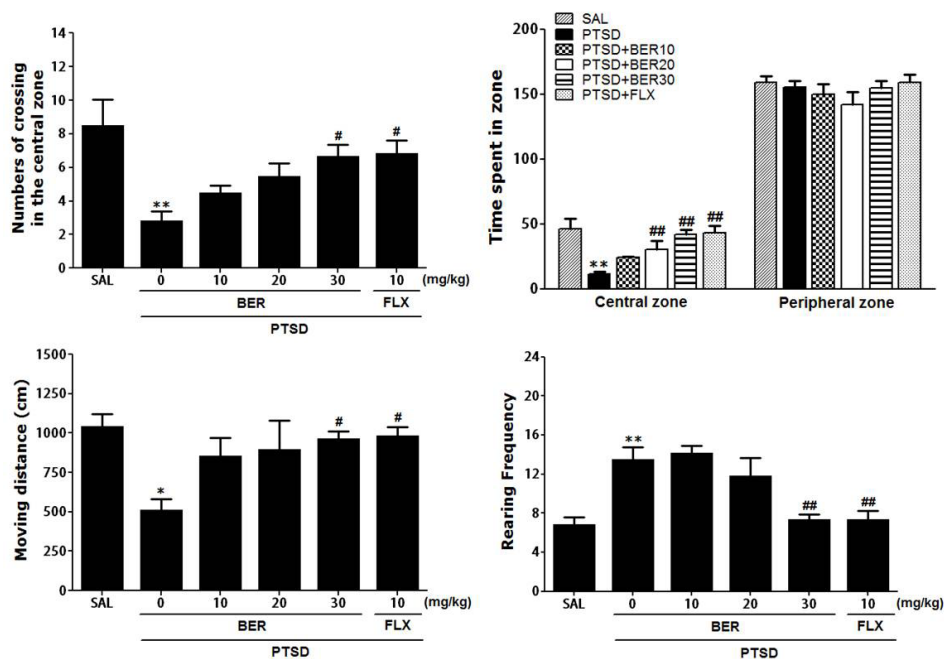 Numbers of crossing
in the central zone
14
12
10
8
6
4
2
0
**
#
#
SAL 0 10 20 30 10 (mg/kg)
BER FLX
PTSD
Time spent in zone
200
150
100
50
0
SAL
PTSD
PTSD+BER10
PTSD+BER20
PTSD+BER30
PTSD+FLX
**
##
##
##
Central zone Peripheral zone
Moving distance (cm)
1500
1250
1000
750
500
250
0
*
#
#
SAL 0 10 20 30 10 (mg/kg)
BER FLX
PTSD
Rearing Frequency
24
20
16
12
8
4
0
**
##
##
SAL 0 10 20 30 10 (mg/kg)
BER FLX
PTSD